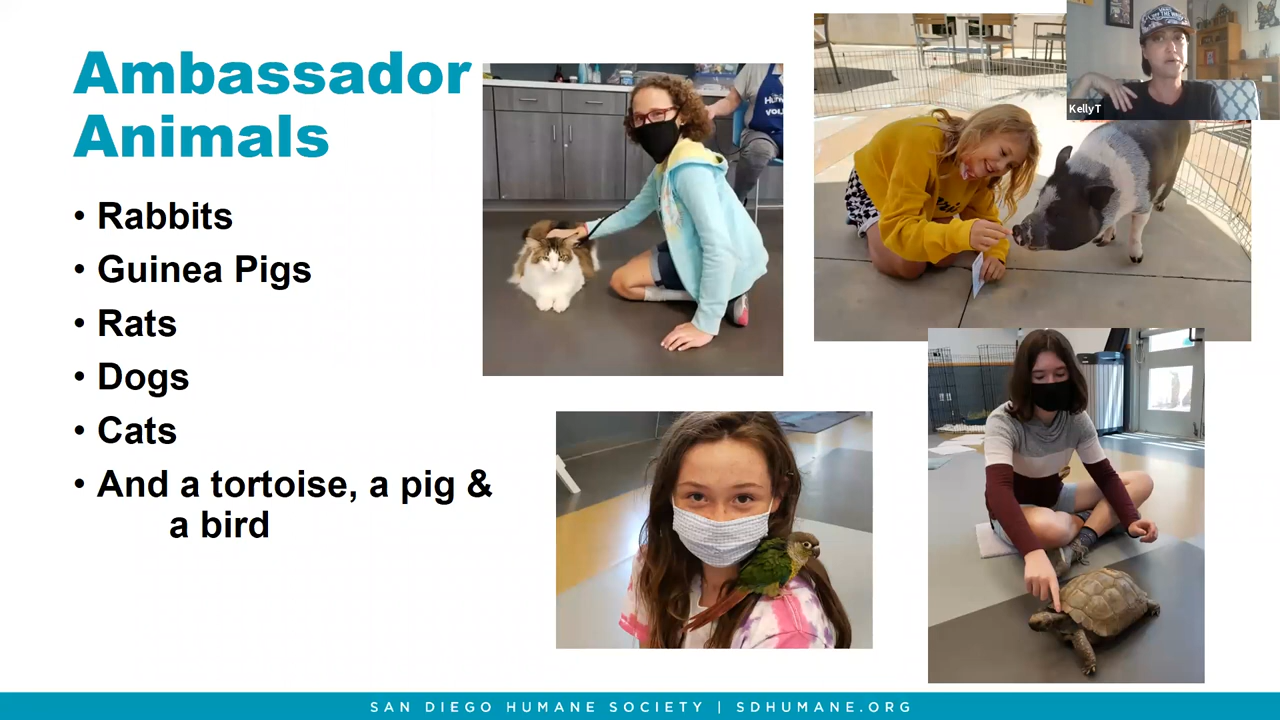 Ambassador
Animals
• Rabbits
• Guinea Pigs
• Rats
• Dogs
• Cats
• And a tortoise, a pig &
a bird
KellyT
SAN DIEGO HUMANE SOCIETY | SDHUMANE.ORG